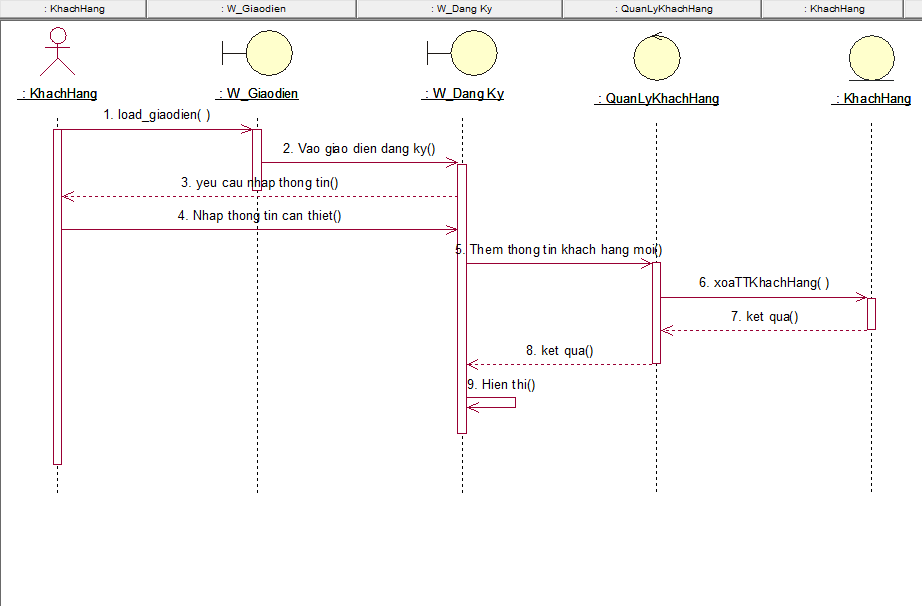 : KhachHang
: W_Giaodien
: W_Dang Ky
: QuanLyKhachHang
: KhachHang
: KhachHang
: W_Giaodien
: W_Dang Ky
: QuanLyKhachHang
: KhachHang
1. load_giaodien( )
2. Vao giao dien dang ky()
3. yeu cau nhap thong tin()
4. Nhap thong tin can thiet()
5. Them thong tin khach hang moi()
6. xoaTTKhachHang( )
7. ket qua()
8. ket qua()
9. Hien thi()